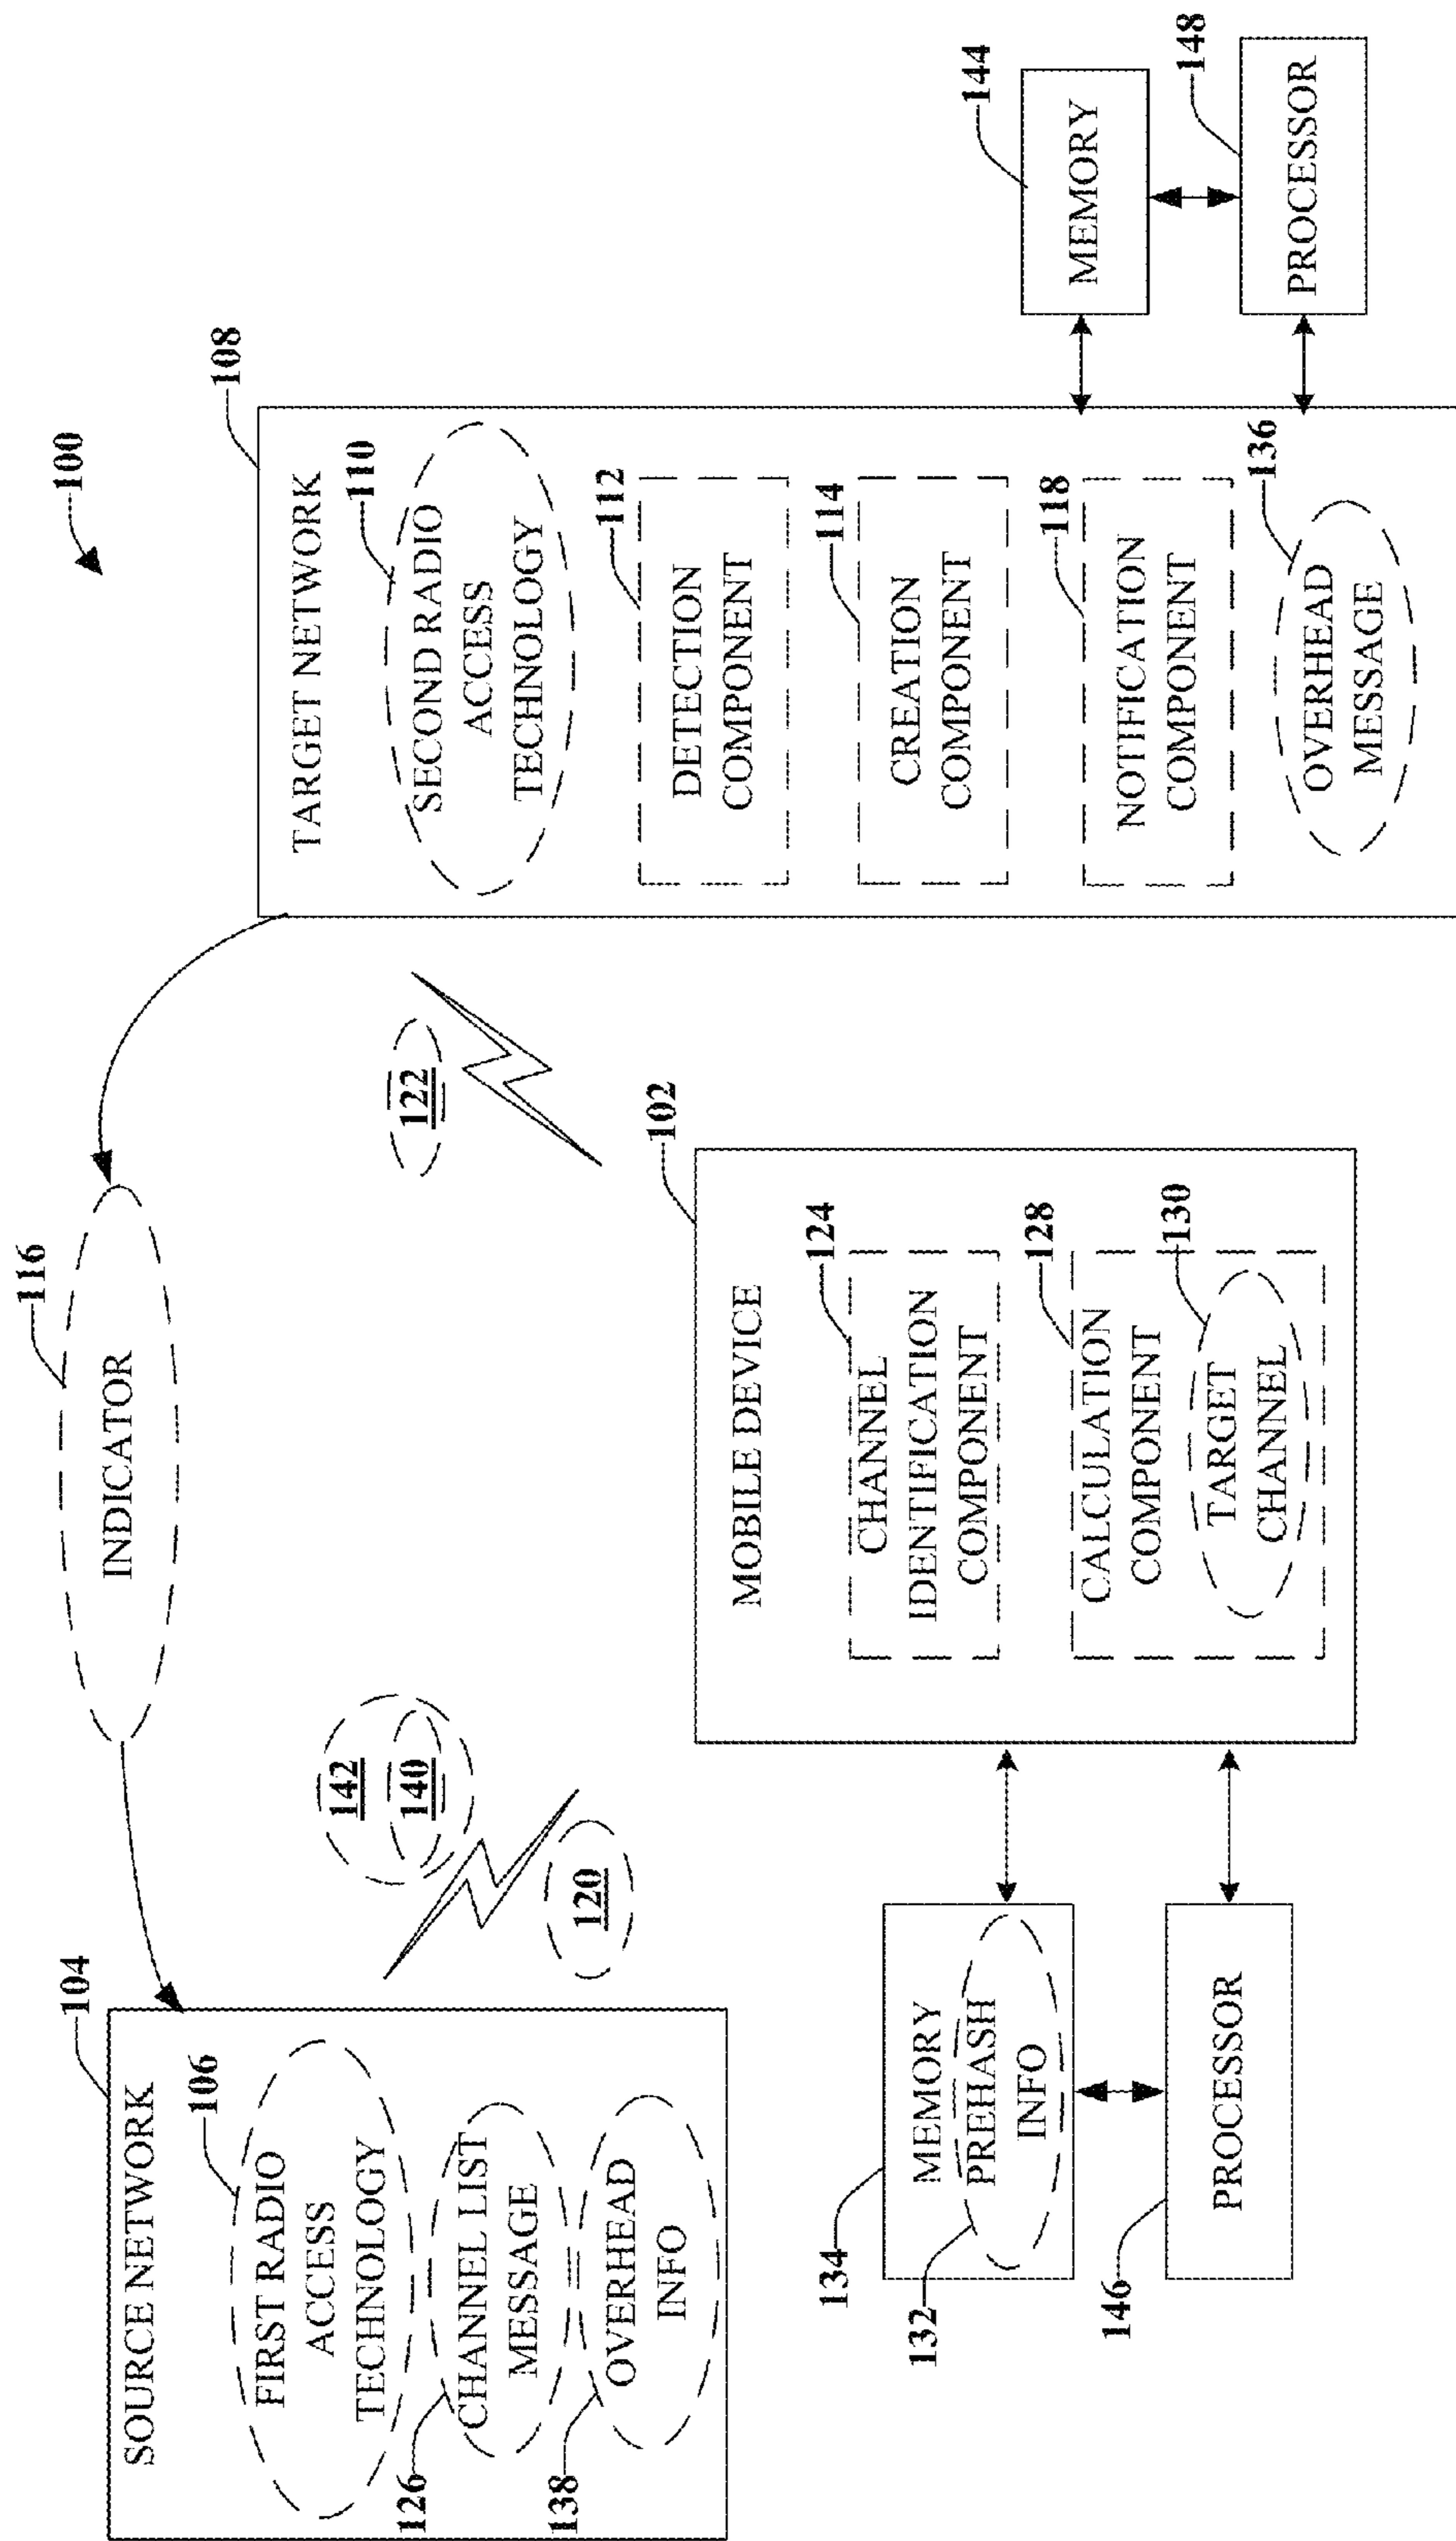 100
116
INDICATOR
104
SOURCE NETWORK
106
FIRST RADIO
ACCESS
TECHNOLOGY
126
CHANNEL LIST
MESSAGE
138
OVERHEAD
INFO
142
140
120
122
108
TARGET NETWORK
110
SECOND RADIO
ACCESS
TECHNOLOGY
112
DETECTION
COMPONENT
114
CREATION
COMPONENT
118
NOTIFICATION
COMPONENT
136
OVERHEAD
MESSAGE
144
MEMORY
148
PROCESSOR
102
MOBILE DEVICE
124
CHANNEL
IDENTIFICATION
COMPONENT
128
CALCULATION
COMPONENT
130
TARGET
CHANNEL
134
MEMORY
132
PREHASH
INFO
146
PROCESSOR